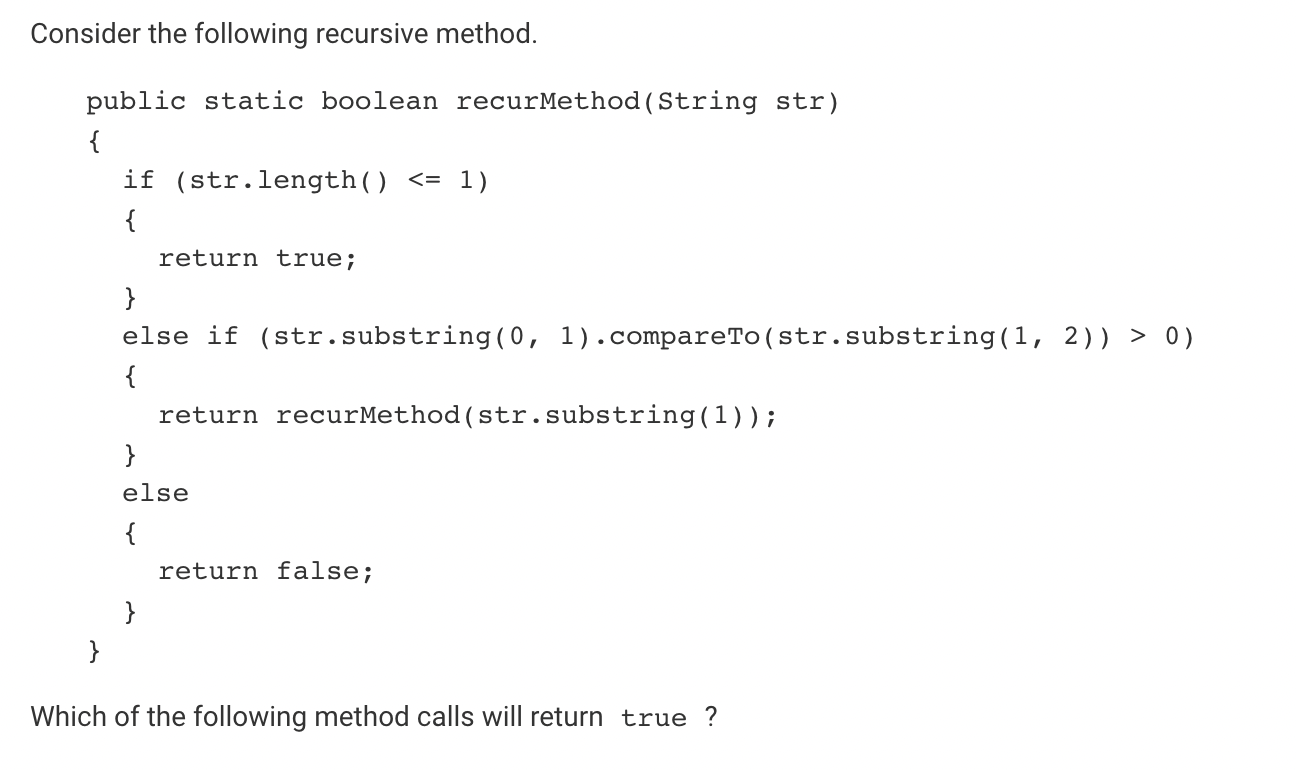 Consider the following recursive method.
public static boolean recurMethod(String str)
{
if (str.length() <= 1)
{
return true;
}
else if (str.substring(0, 1).compareTo(str.substring(1, 2)) > 0)
{
return recurMethod(str.substring(1));
}
else
{
return false;
}
}
Which of the following method calls will return true ?